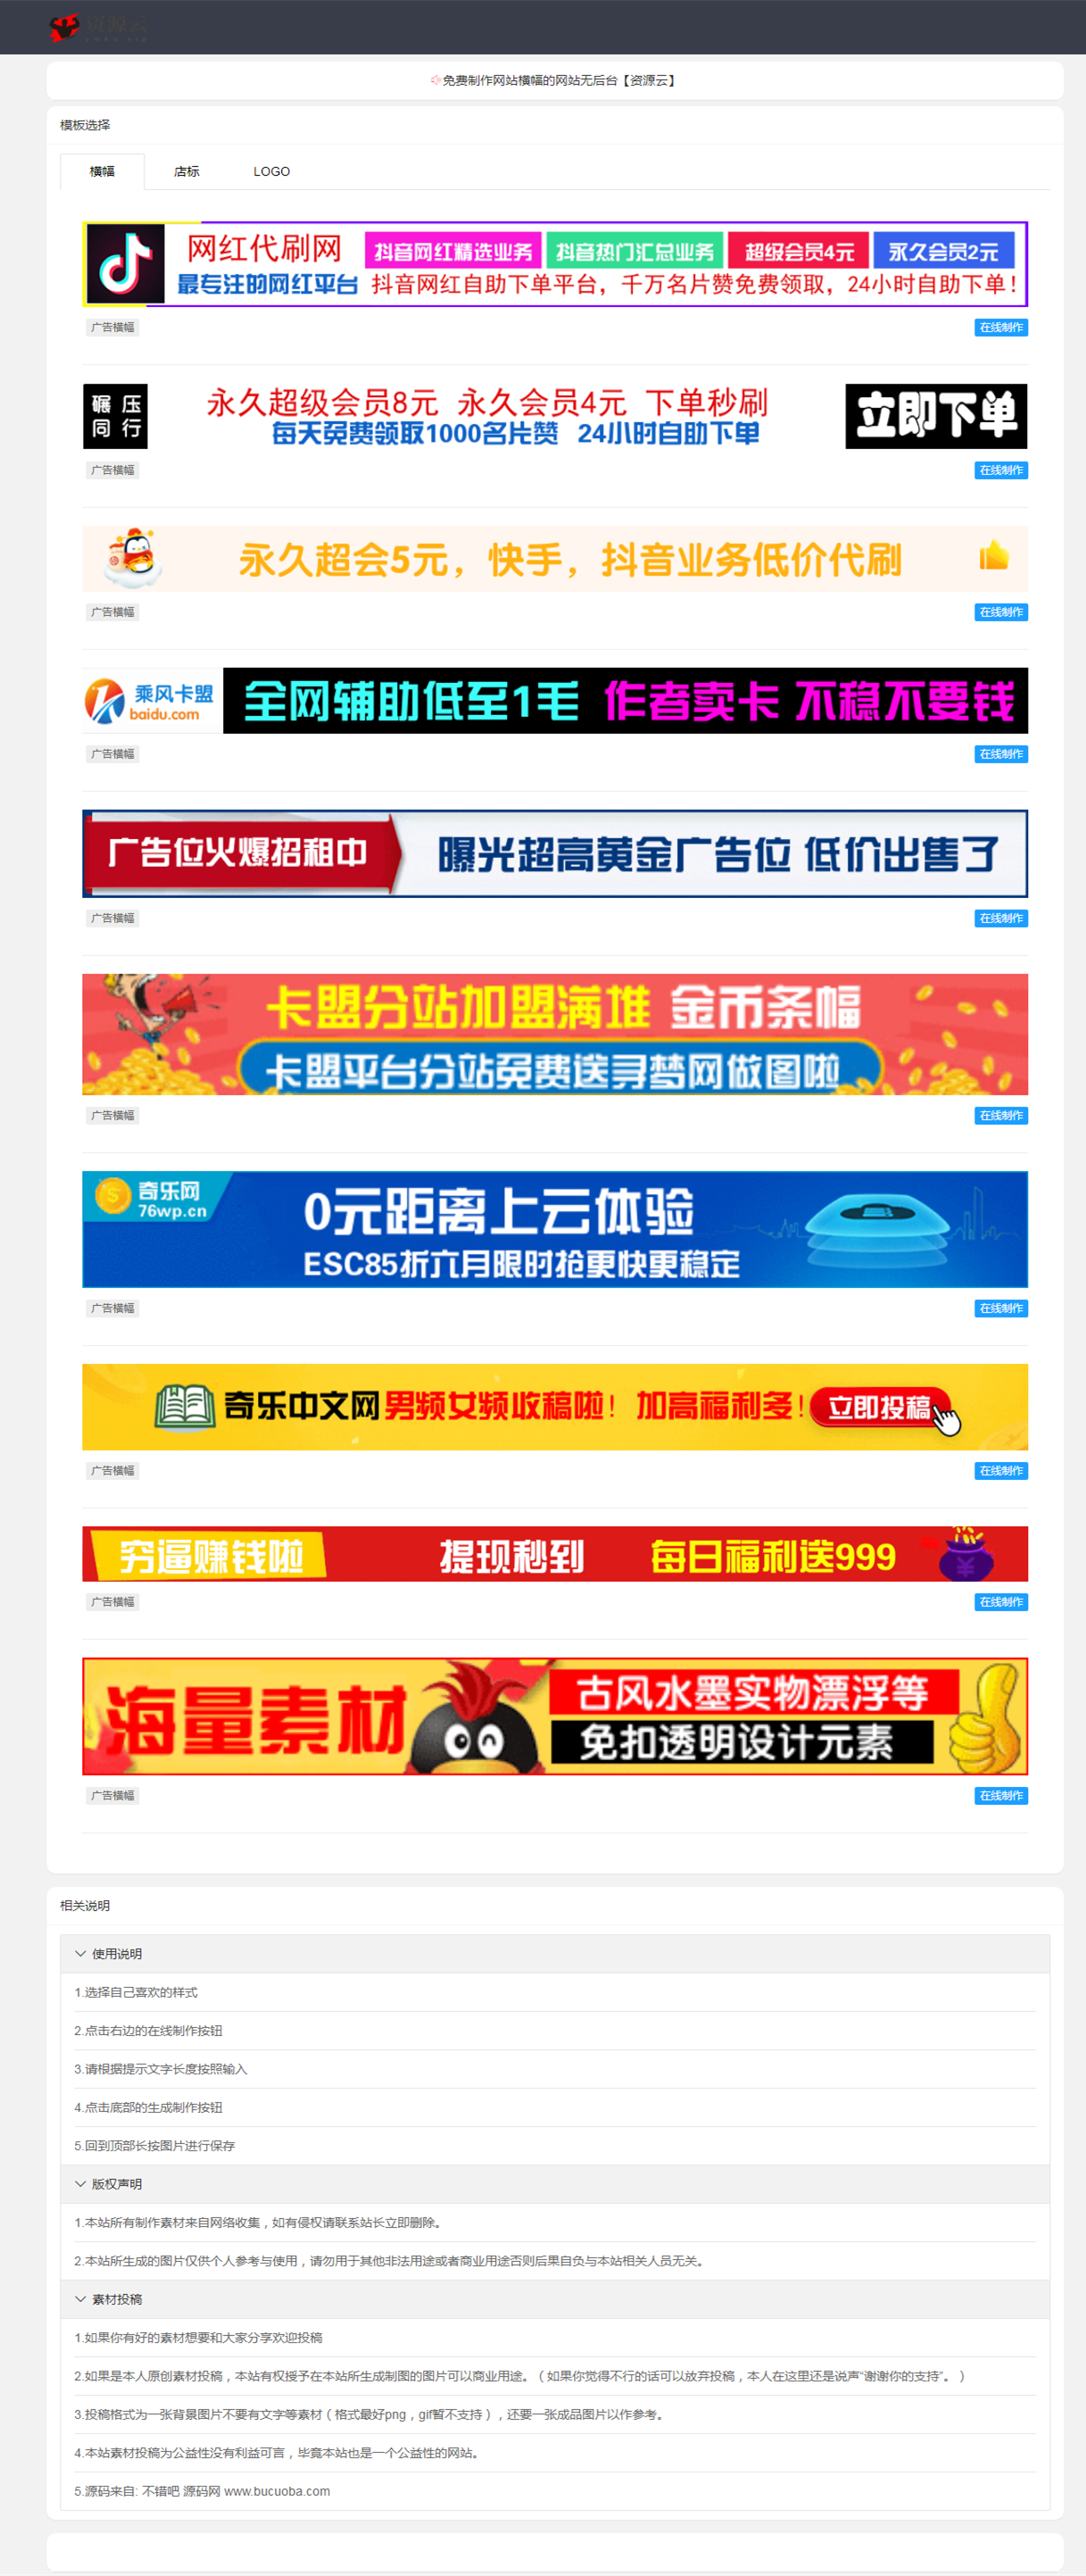 资源云
免费制作网站横幅的网站无后台【资源云】
模板选择
横幅 店标 LOGO
网红代刷网 抖音网红精选业务 抖音热门汇总业务 超级会员4元 永久会员2元
最专注的网红平台 抖音网红自助下单平台，千万名片赞免费领取，24小时自助下单！
广告横幅 在线制作
碾压 永久超级会员8元 永久会员4元 下单秒刷 立即下单
同行 每天免费领取1000名片赞 24小时自助下单
广告横幅 在线制作
永久超会5元，快手，抖音业务低价代刷
广告横幅 在线制作
乘风卡盟 全网辅助低至1毛 作者卖卡 不稳不要钱
baidu.com
广告横幅 在线制作
广告位火爆招租中 曝光超高黄金广告位 低价出售了
广告横幅 在线制作
卡盟分站加盟满堆 金币条幅
卡盟平台分站免费送寻梦网做图啦
广告横幅 在线制作
奇乐网 0元距离上云体验
76wp.cn
ESC85折六月限时抢更快更稳定
广告横幅 在线制作
奇乐中文网 男频女频收稿啦！加高福利多！ 立即投稿
广告横幅 在线制作
穷逼赚钱啦 提现秒到 每日福利送999
广告横幅 在线制作
海量素材 古风水墨实物漂浮等
免扣透明设计元素
广告横幅 在线制作
相关说明
使用说明
1.选择自己喜欢的样式
2.点击右边的在线制作按钮
3.请根据提示文字长度按照输入
4.点击底部的生成制作按钮
5.回到顶部长按图片进行保存
版权声明
1.本站所有制作素材来自网络收集，如有侵权请联系站长立即删除。
2.本站所生成的图片仅供个人参考与使用，请勿用于其他非法用途或者商业用途否则后果自负与本站相关人员无关。
素材投稿
1.如果你有好的素材想要和大家分享欢迎投稿
2.如果是本人原创素材投稿，本站有权授予在本站所生成制图的图片可以商业用途。（如果你觉得不行的话可以放弃投稿，本人在这里还是说声“谢谢你的支持”。）
3.投稿格式为一张背景图片不要有文字等素材（格式最好png，gif暂不支持），还要一张成品图片以作参考。
4.本站素材投稿为公益性没有利益可言，毕竟本站也是一个公益性的网站。
5.源码来自: 不错吧 源码网 www.bucuoba.com